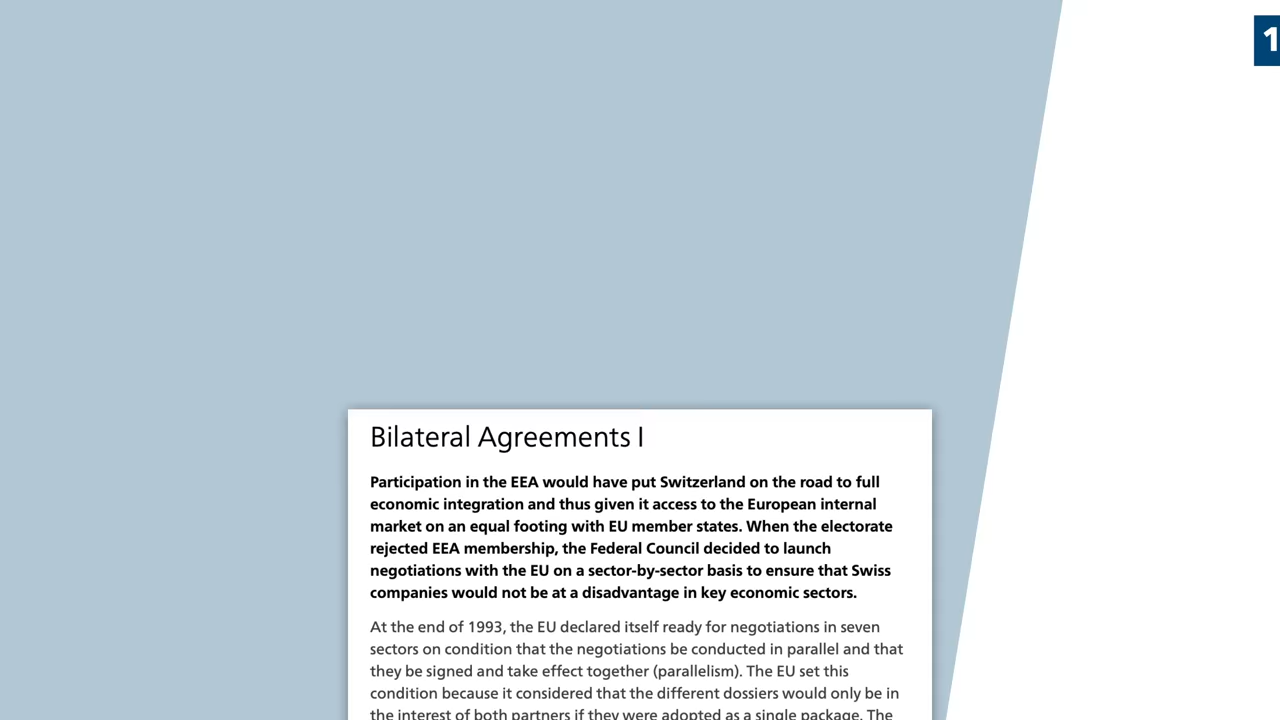 1
Bilateral Agreements I
Participation in the EEA would have put Switzerland on the road to full
economic integration and thus given it access to the European internal
market on an equal footing with EU member states. When the electorate
rejected EEA membership, the Federal Council decided to launch
negotiations with the EU on a sector-by-sector basis to ensure that Swiss
companies would not be at a disadvantage in key economic sectors.
At the end of 1993, the EU declared itself ready for negotiations in seven
sectors on condition that the negotiations be conducted in parallel and that
they be signed and take effect together (parallelism). The EU set this
condition because it considered that the different dossiers would only be in
the interest of both partners if they were adopted as a single package. The